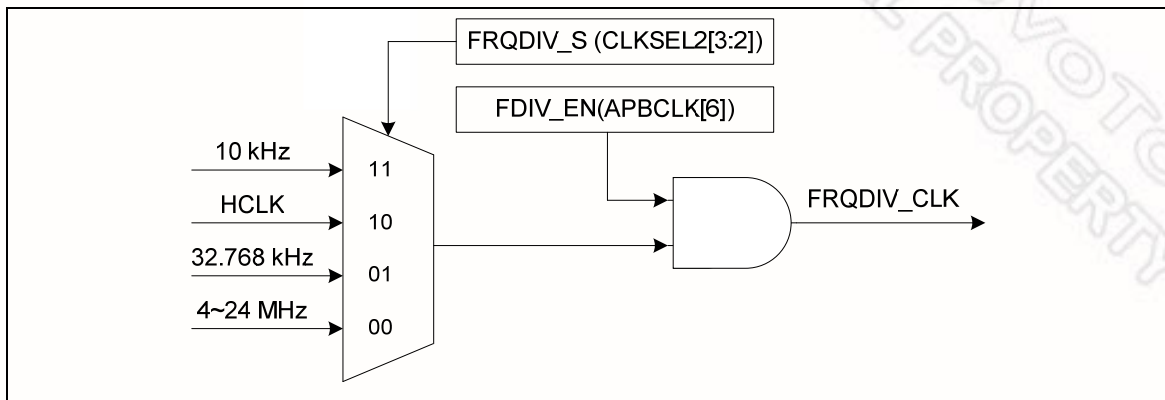 FRQDIV_S (CLKSEL2[3:2])
FDIV_EN(APBCLK[6])
10 kHz
11
HCLK
10
32.768 kHz
01
4~24 MHz
00
FRQDIV_CLK
PROPERTY